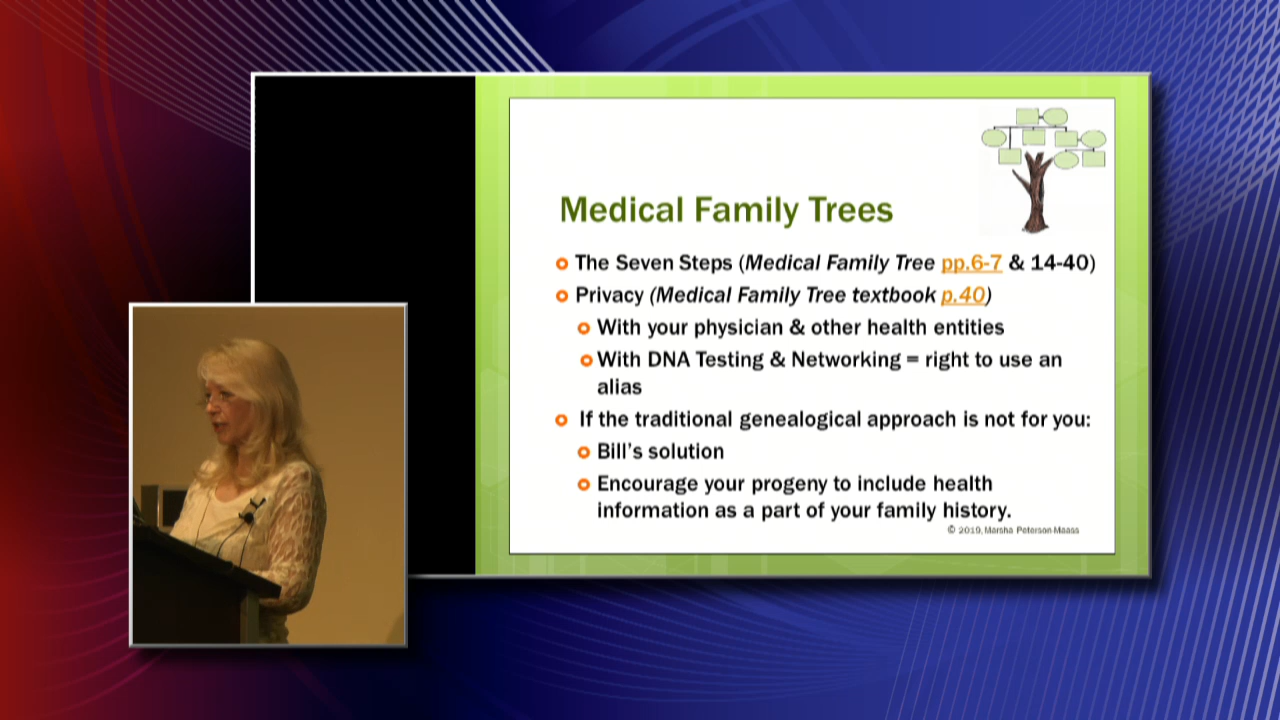 Medical Family Trees
The Seven Steps (Medical Family Tree pp.6-7 & 14-40)
Privacy (Medical Family Tree textbook p.40)
With your physician & other health entities
With DNA Testing & Networking = right to use an
alias
If the traditional genealogical approach is not for you:
Bill's solution
Encourage your progeny to include health
information as a part of your family history.
© 2019, Marsha Peterson-Maass